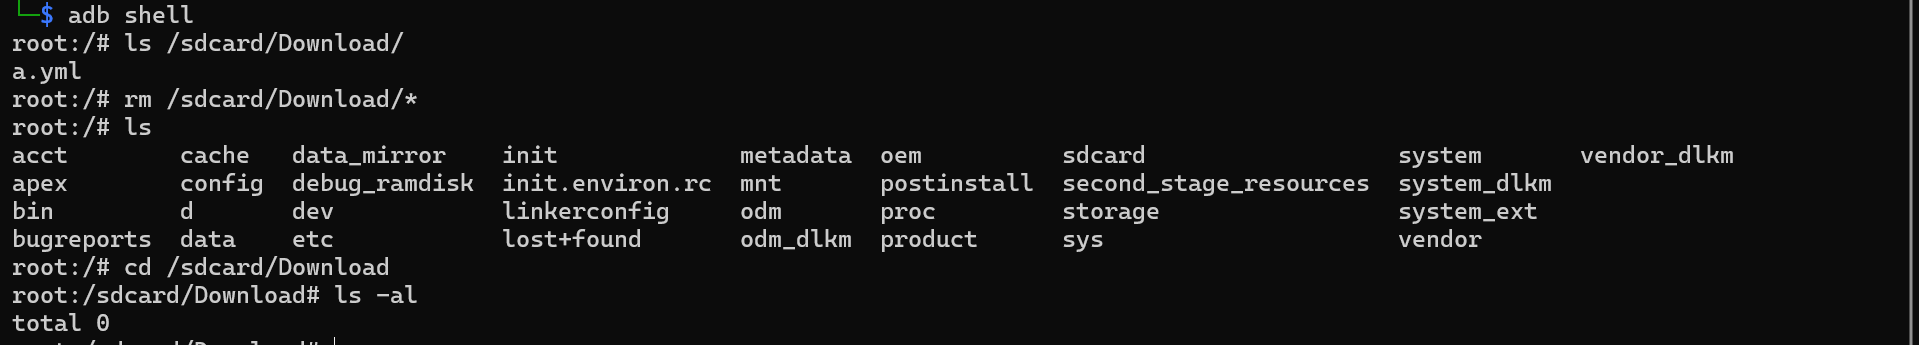 └─$ adb shell
root:/# ls /sdcard/Download/
a.yml
root:/# rm /sdcard/Download/*
root:/# ls
acct        cache   data_mirror    init             metadata  oem          sdcard                  system       vendor_dlkm
apex        config  debug_ramdisk  init.environ.rc  mnt       postinstall  second_stage_resources  system_dlkm
bin         d       dev            linkerconfig     odm       proc         storage                 system_ext
bugreports  data    etc            lost+found       odm_dlkm  product      sys                     vendor
root:/# cd /sdcard/Download
root:/sdcard/Download# ls -al
total 0